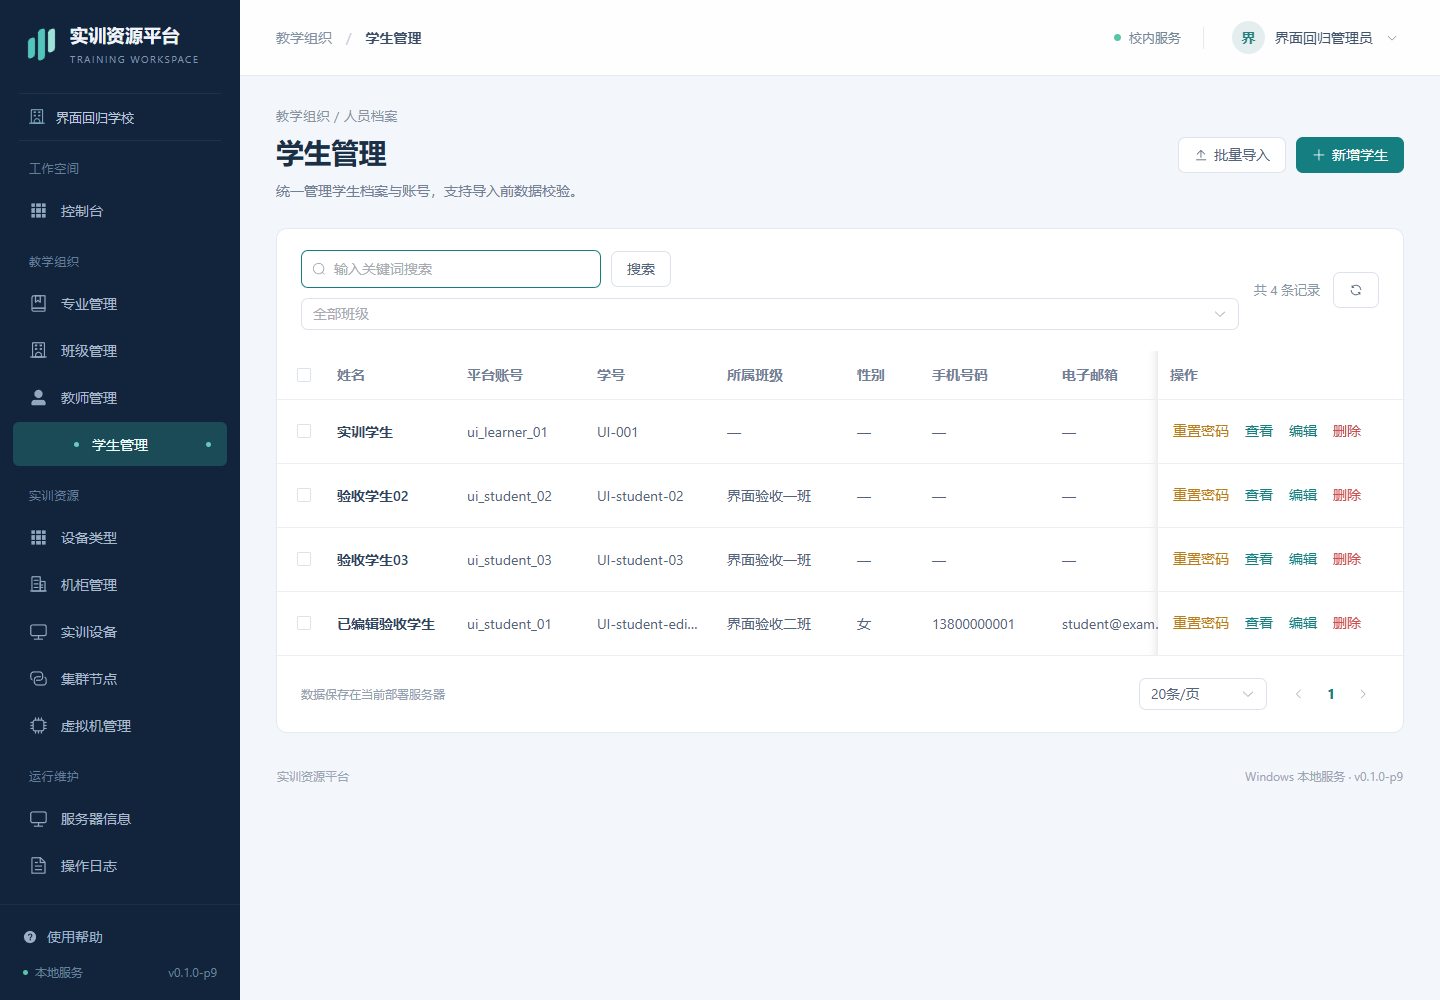 实训资源平台
TRAINING WORKSPACE
界面回归学校
工作空间
控制台
教学组织
专业管理
班级管理
教师管理
学生管理
实训资源
设备类型
机柜管理
实训设备
集群节点
虚拟机管理
运行维护
服务器信息
操作日志
使用帮助
本地服务 v0.1.0-p9
教学组织 / 学生管理
校内服务 界 界面回归管理员
教学组织 / 人员档案
学生管理
统一管理学生档案与账号，支持导入前数据校验。
批量导入 新增学生
输入关键词搜索 搜索
全部班级
共 4 条记录
姓名 平台账号 学号 所属班级 性别 手机号码 电子邮箱 操作
实训学生 ui_learner_01 UI-001 — — — — 重置密码 查看 编辑 删除
验收学生02 ui_student_02 UI-student-02 界面验收一班 — — — 重置密码 查看 编辑 删除
验收学生03 ui_student_03 UI-student-03 界面验收一班 — — — 重置密码 查看 编辑 删除
已编辑验收学生 ui_student_01 UI-student-edi... 界面验收二班 女 13800000001 student@exam. 重置密码 查看 编辑 删除
数据保存在当前部署服务器
20条/页 1
实训资源平台
Windows 本地服务 · v0.1.0-p9